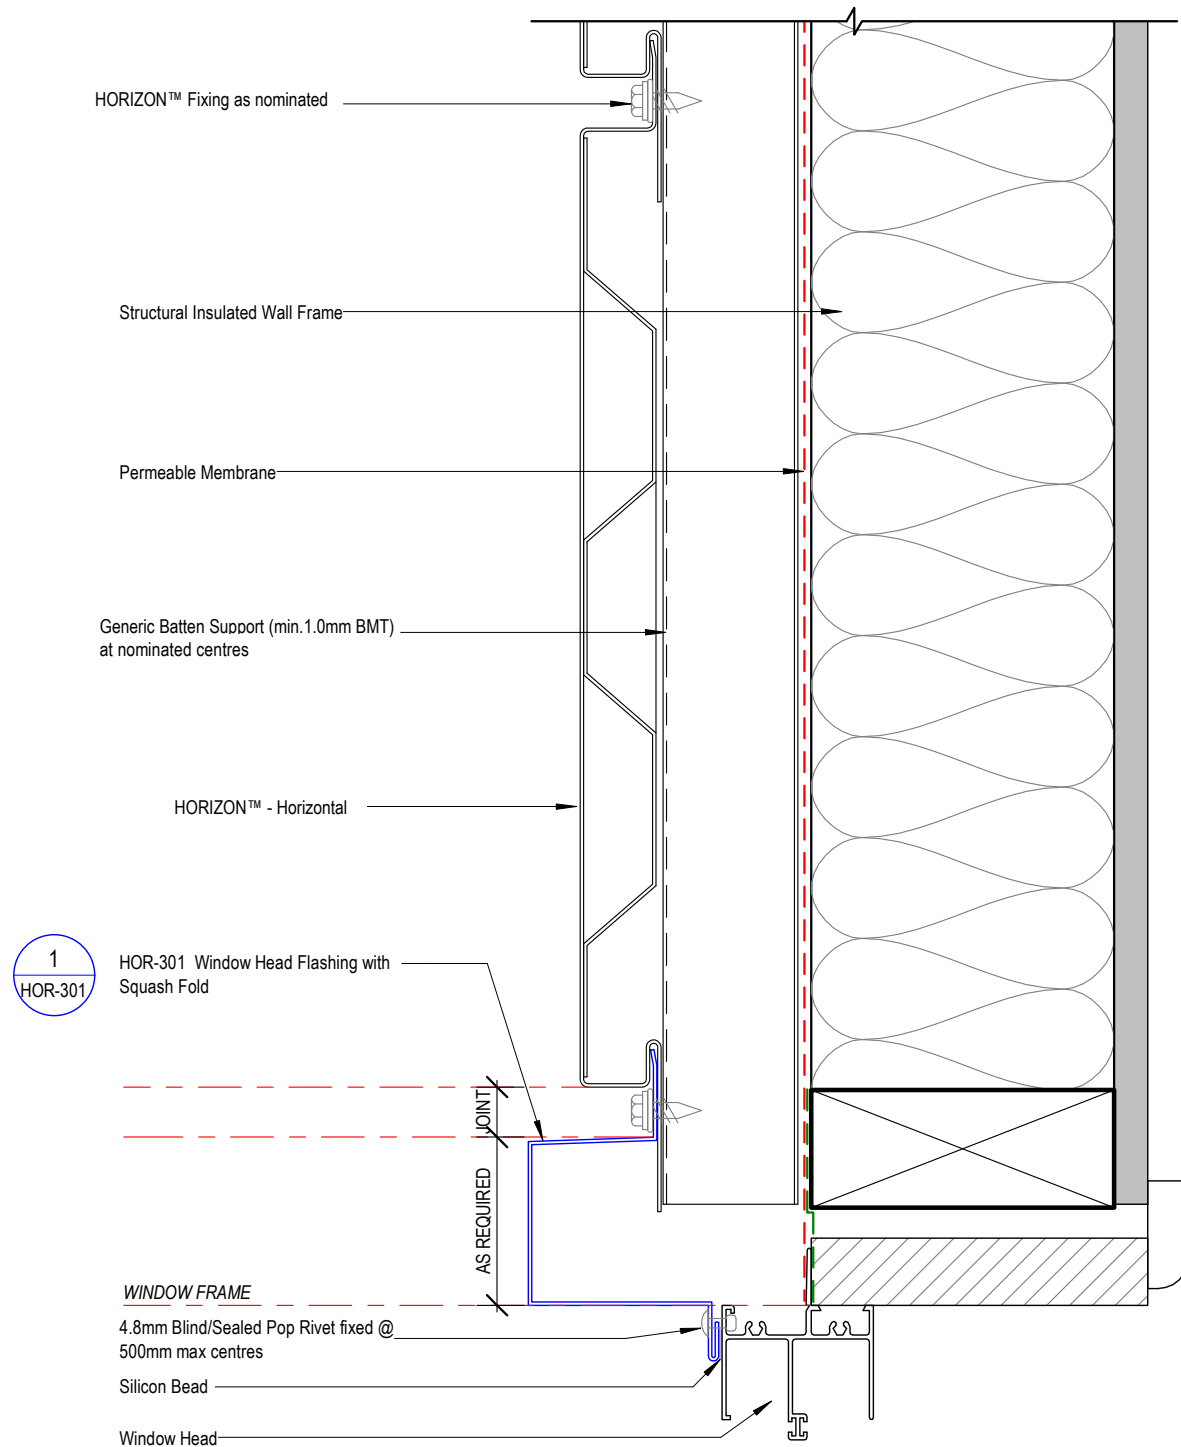 HORIZON™ Fixing as nominated
Structural Insulated Wall Frame
Permeable Membrane
Generic Batten Support (min.1.0mm BMT)
at nominated centres
HORIZON™ - Horizontal
1
HOR-301
HOR-301 Window Head Flashing with
Squash Fold
JOINT
AS REQUIRED
WINDOW FRAME
4.8mm Blind/Sealed Pop Rivet fixed @
500mm max centres
Silicon Bead
Window Head